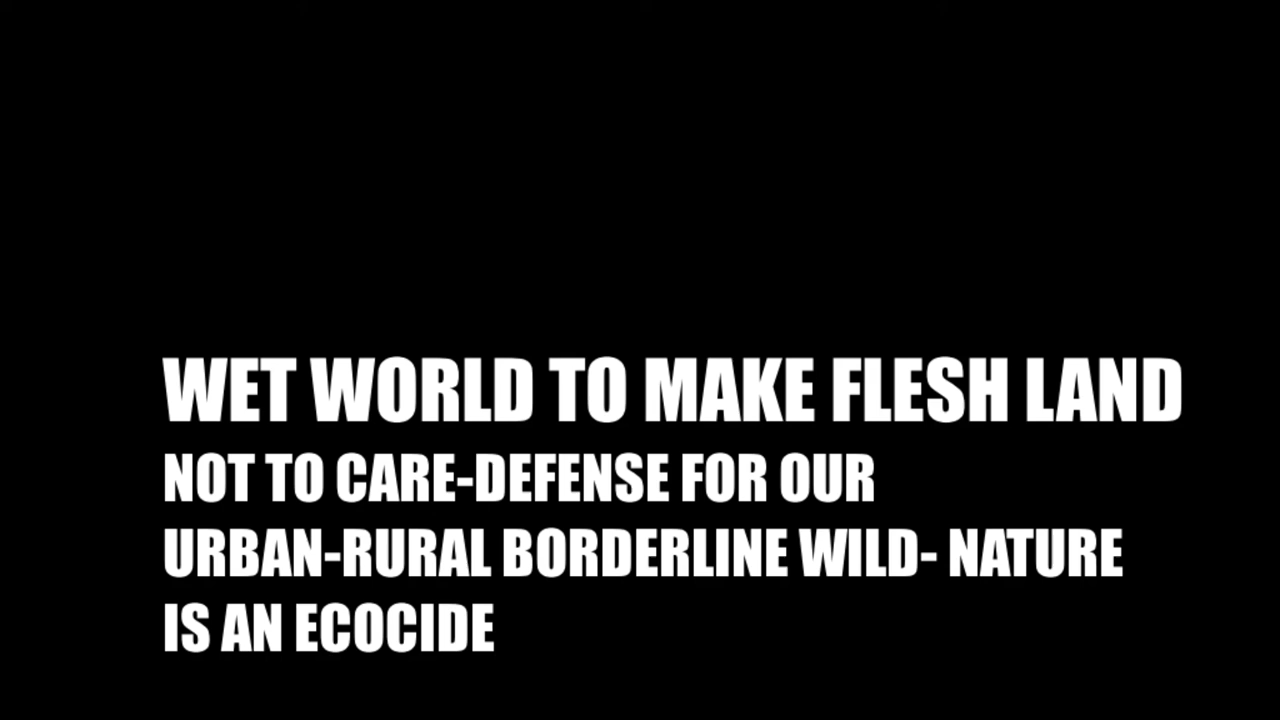 WET WORLD TO MAKE FLESH LAND
NOT TO CARE-DEFENSE FOR OUR
URBAN-RURAL BORDERLINE WILD- NATURE
IS AN ECOCIDE